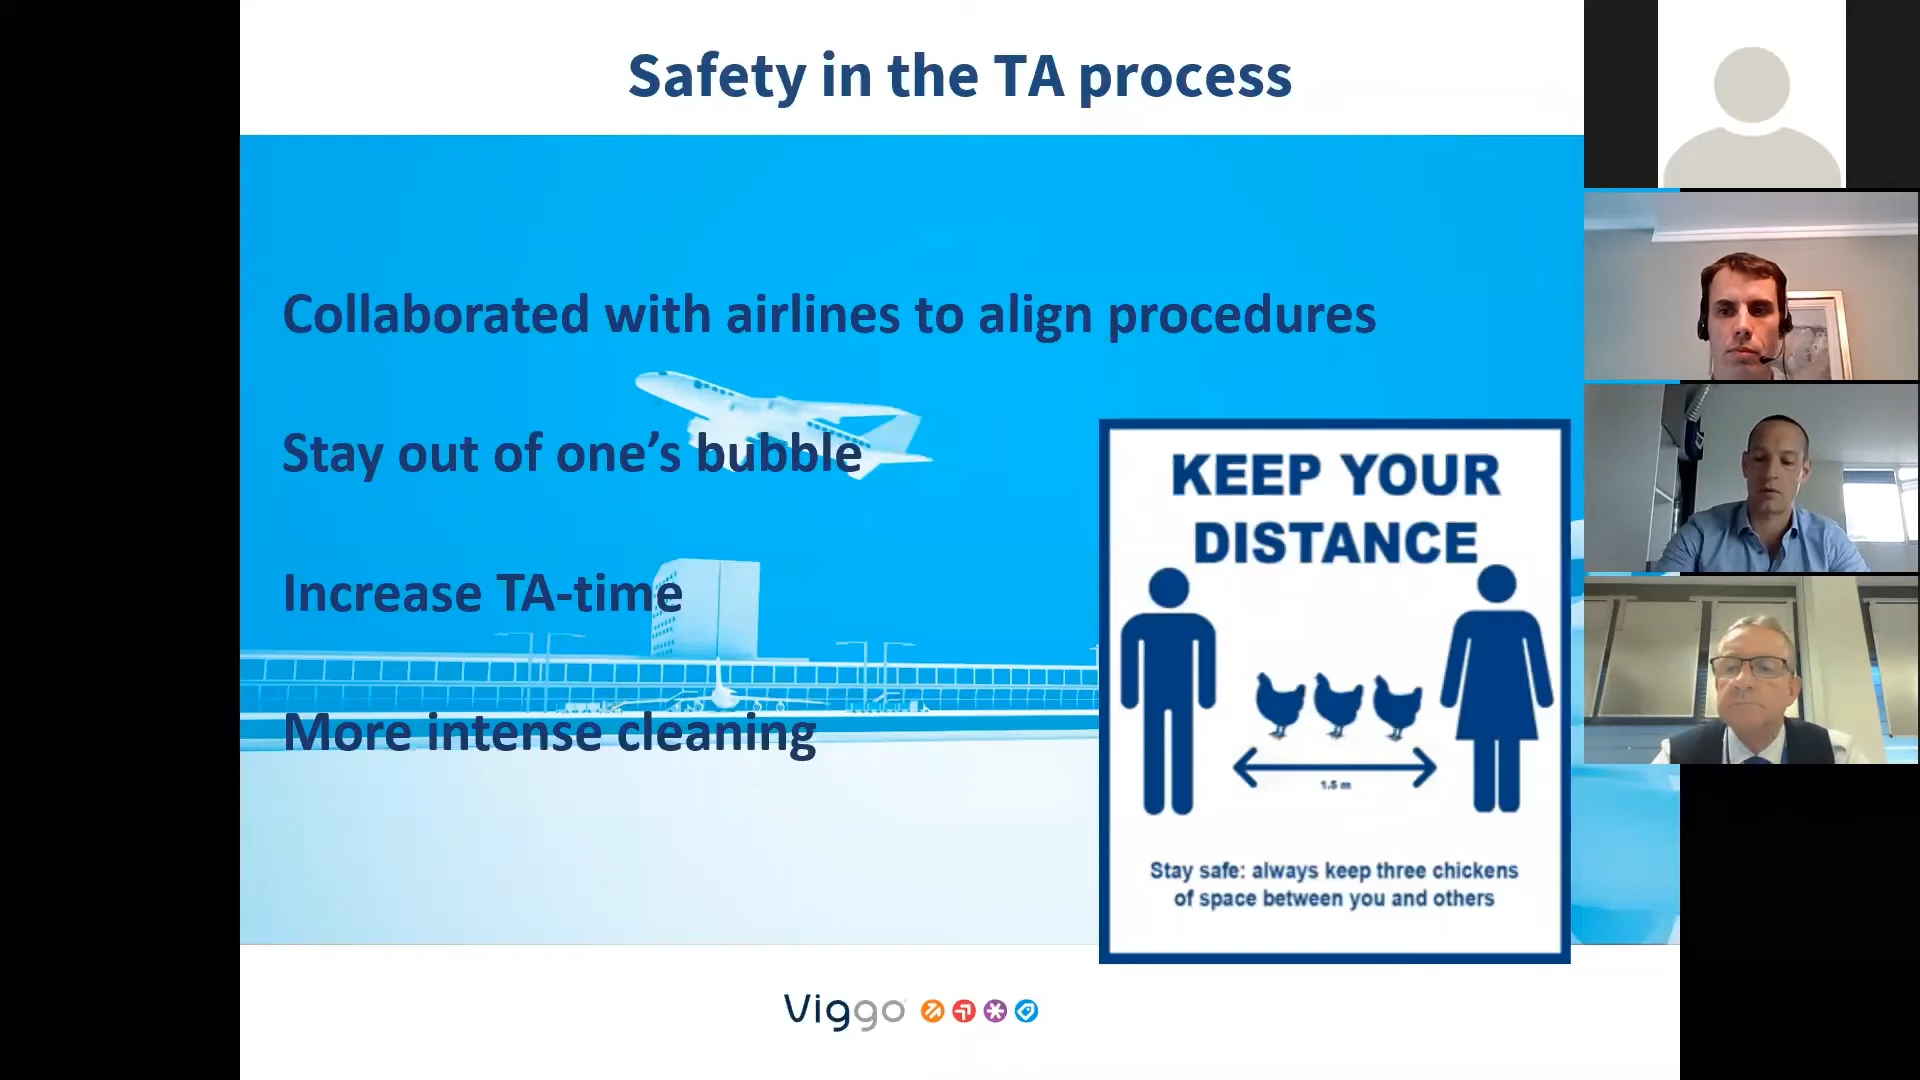 Safety in the TA process
Collaborated with airlines to align procedures
Stay out of one’s bubble
Increase TA-time
More intense cleaning
KEEP YOUR
DISTANCE
1.5 m
Stay safe: always keep three chickens
of space between you and others
Viggo